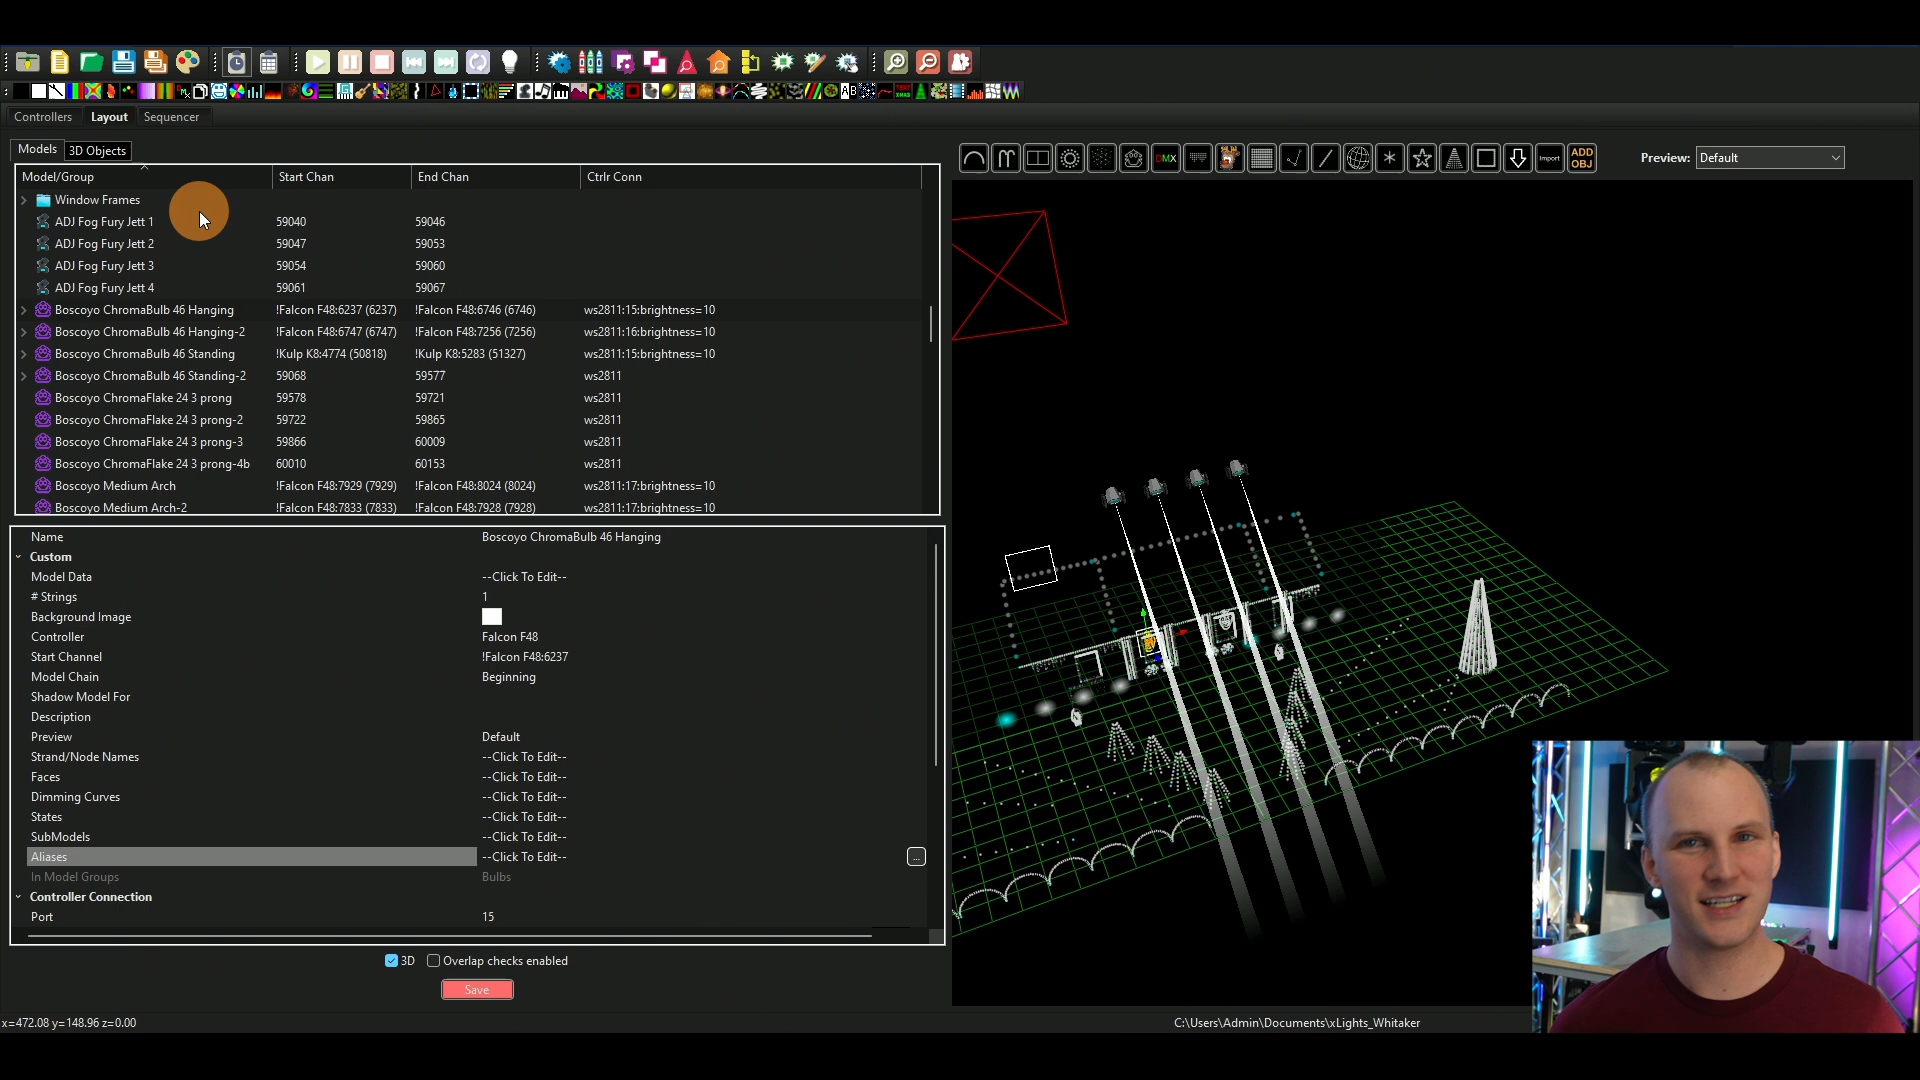 Controllers Layout Sequencer
Models 3D Objects
DMX Import ADD OBJ Preview: Default
Model/Group Start Chan End Chan Ctrlr Conn
Window Frames
ADJ Fog Fury Jett 1 59040 59046
ADJ Fog Fury Jett 2 59047 59053
ADJ Fog Fury Jett 3 59054 59060
ADJ Fog Fury Jett 4 59061 59067
Boscoyo ChromaBulb 46 Hanging !Falcon F48:6237 (6237) !Falcon F48:6746 (6746) ws2811:15:brightness=10
Boscoyo ChromaBulb 46 Hanging-2 !Falcon F48:6747 (6747) !Falcon F48:7256 (7256) ws2811:16:brightness=10
Boscoyo ChromaBulb 46 Standing !Kulp K8:4774 (50818) !Kulp K8:5283 (51327) ws2811:15:brightness=10
Boscoyo ChromaBulb 46 Standing-2 59068 59577 ws2811
Boscoyo ChromaFlake 24 3 prong 59578 59721 ws2811
Boscoyo ChromaFlake 24 3 prong-2 59722 59865 ws2811
Boscoyo ChromaFlake 24 3 prong-3 59866 60009 ws2811
Boscoyo ChromaFlake 24 3 prong-4b 60010 60153 ws2811
Boscoyo Medium Arch !Falcon F48:7929 (7929) !Falcon F48:8024 (8024) ws2811:17:brightness=10
Boscoyo Medium Arch-2 !Falcon F48:7833 (7833) !Falcon F48:7928 (7928) ws2811:17:brightness=10
Name Boscoyo ChromaBulb 46 Hanging
Custom
Model Data --Click To Edit--
# Strings 1
Background Image
Controller Falcon F48
Start Channel !Falcon F48:6237
Model Chain Beginning
Shadow Model For
Description
Preview Default
Strand/Node Names --Click To Edit--
Faces --Click To Edit--
Dimming Curves --Click To Edit--
States --Click To Edit--
SubModels --Click To Edit--
Aliases --Click To Edit-- ...
In Model Groups Bulbs
Controller Connection
Port 15
3D Overlap checks enabled
Save
x=472.08 y=148.96 z=0.00 C:\Users\Admin\Documents\xLights_Whitaker